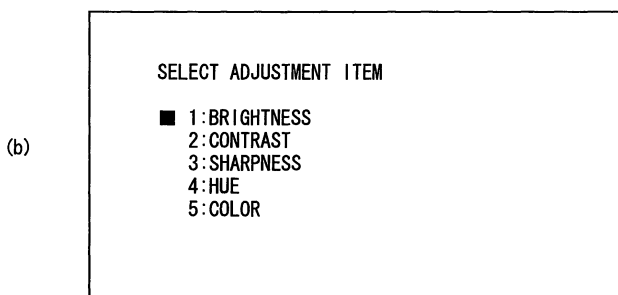 SELECT ADJUSTMENT ITEM
■ 1:BRIGHTNESS
2:CONTRAST
(b)
3:SHARPNESS
4:HUE
5:COLOR